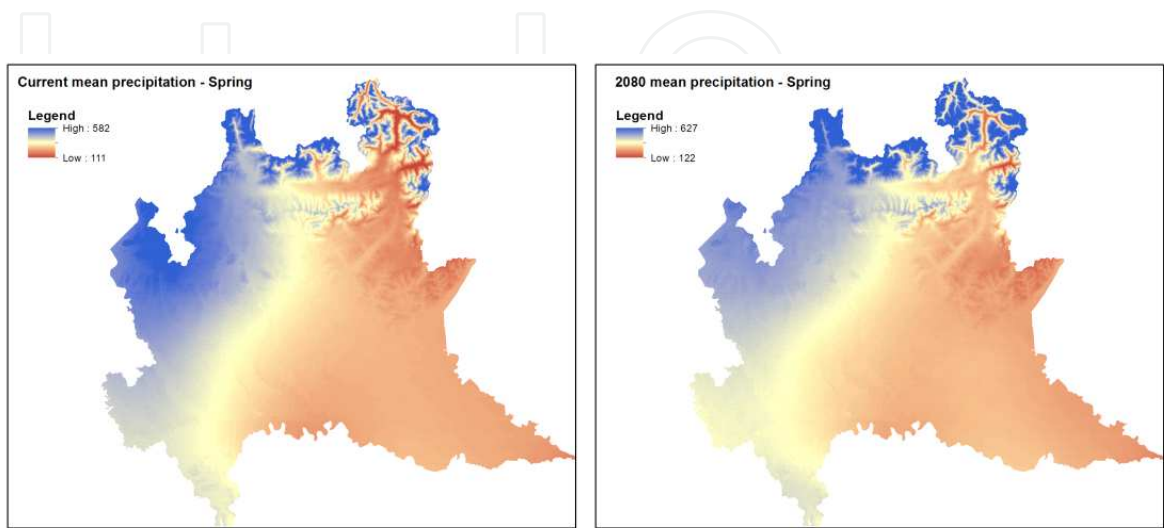 Current mean precipitation - Spring
Legend
High : 582
Low : 111
2080 mean precipitation - Spring
Legend
High : 627
Low : 122